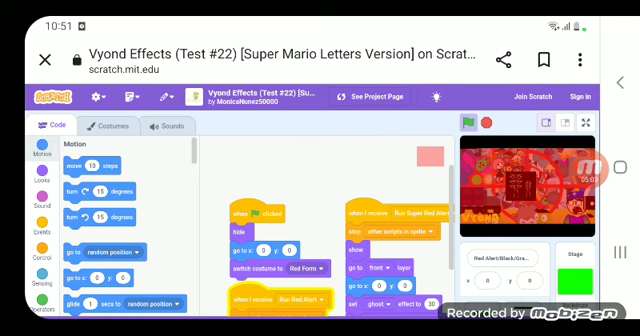 10:51
Vyond Effects (Test #22) [Super Mario Letters Version] on Scrat...
scratch.mit.edu
SCRATCH
Vyond Effects (Test #22) [Su...
by MonicaNunez50000
See Project Page
Join Scratch
Sign in
Code
Costumes
Sounds
Motion
Looks
Sound
Events
Control
Sensing
Operators
Motion
move 10 steps
turn 15 degrees
turn 15 degrees
go to random position
go to x: 0 y: 0
glide 1 secs to random position
when clicked
hide
go to x: 0 y: 0
switch costume to Red Form
when I receive Run Red Alert
when I receive Run Super Red Alert
stop other scripts in sprite
show
go to front layer
go to x: 0 y: 0
set ghost effect to 30
05:03
Red Alert/Black/Gra...
x 0 y 0
Stage
Recorded by Mobizen